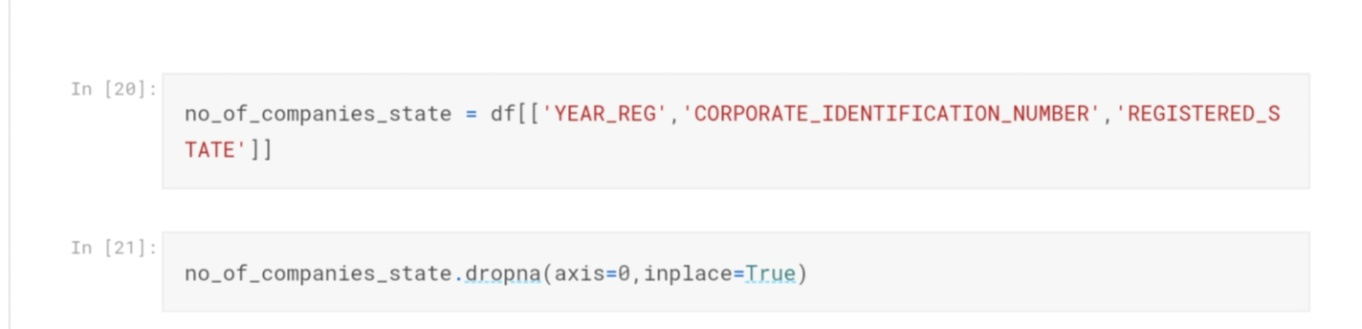 In [20]:
no_of_companies_state = df[['YEAR_REG','CORPORATE_IDENTIFICATION_NUMBER','REGISTERED_S
TATE']]
In [21]:
no_of_companies_state.dropna(axis=0,inplace=True)